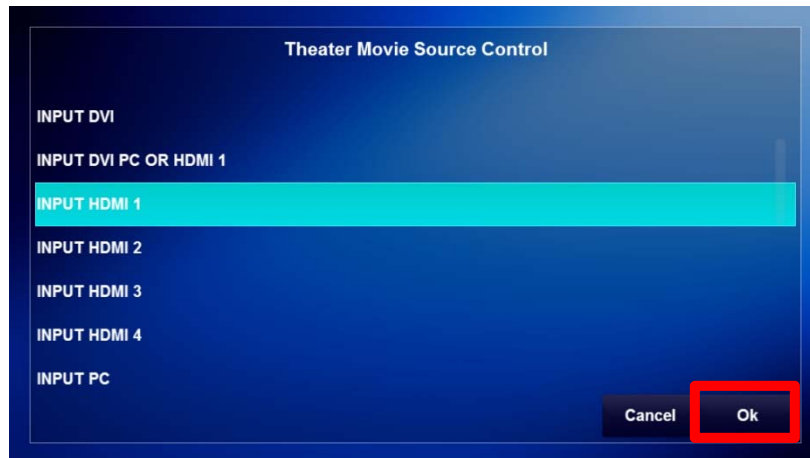 Theater Movie Source Control
INPUT DVI
INPUT DVI PC OR HDMI 1
INPUT HDMI 1
INPUT HDMI 2
INPUT HDMI 3
INPUT HDMI 4
INPUT PC
Cancel Ok